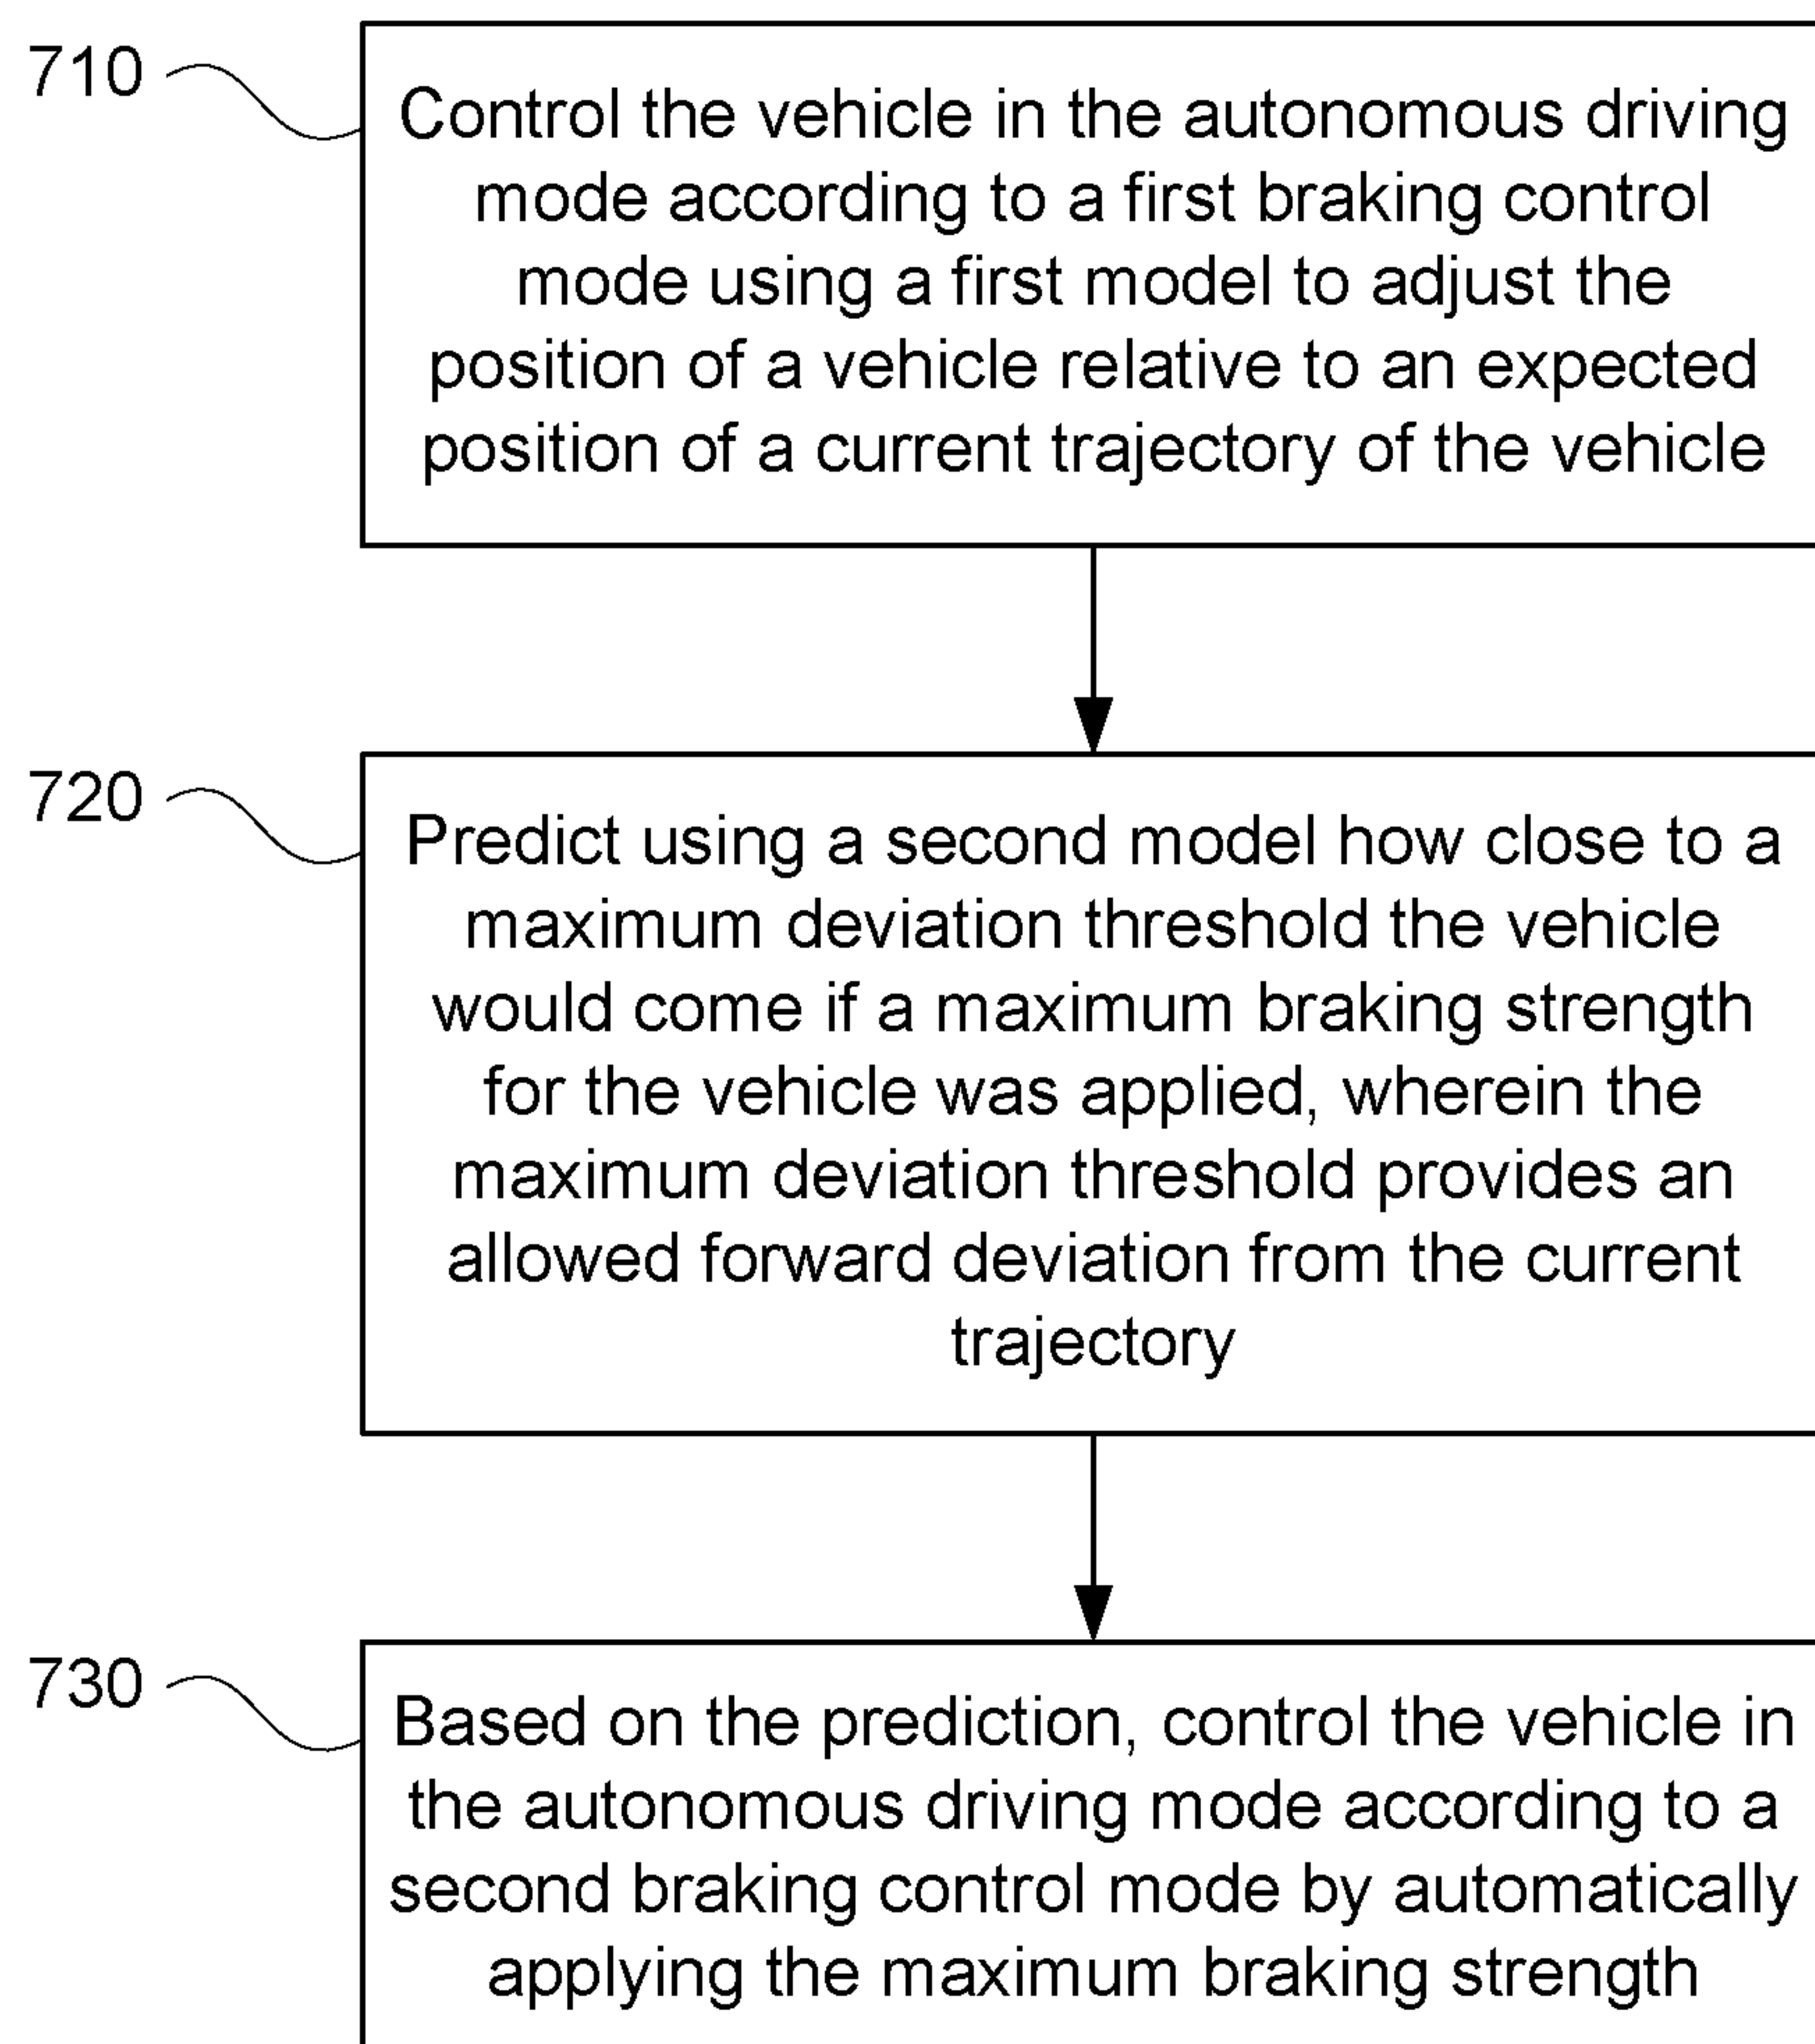 710
Control the vehicle in the autonomous driving
mode according to a first braking control
mode using a first model to adjust the
position of a vehicle relative to an expected
position of a current trajectory of the vehicle
720
Predict using a second model how close to a
maximum deviation threshold the vehicle
would come if a maximum braking strength
for the vehicle was applied, wherein the
maximum deviation threshold provides an
allowed forward deviation from the current
trajectory
730
Based on the prediction, control the vehicle in
the autonomous driving mode according to a
second braking control mode by automatically
applying the maximum braking strength